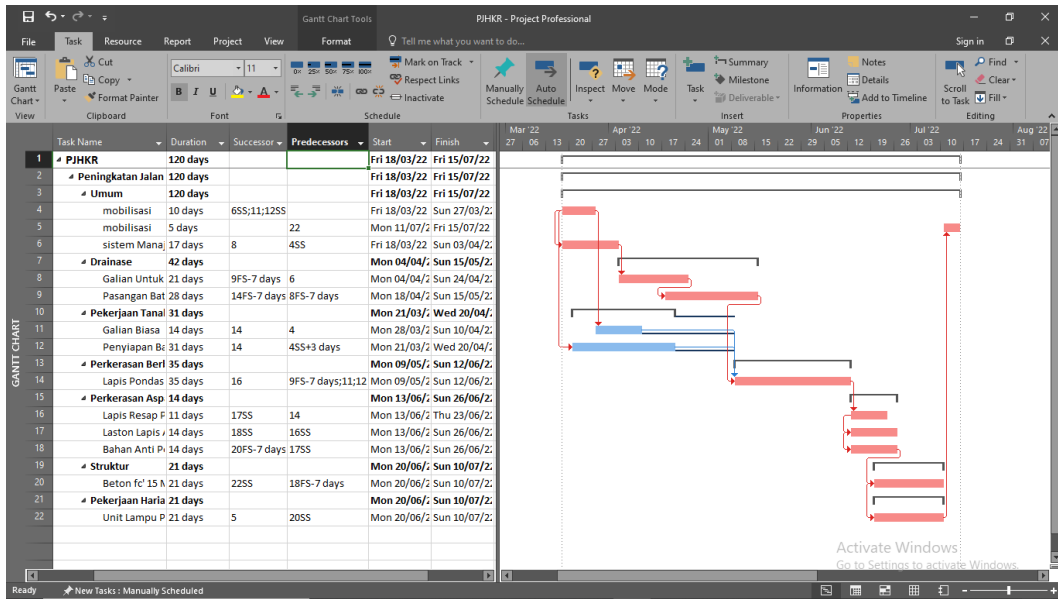 Gantt Chart Tools PJHKR - Project Professional
File Task Resource Report Project View Format Tell me what you want to do... Sign in
Cut Calibri 11 Mark on Track Summary Notes Find
Copy Respect Links Milestone Details Clear
Format Painter B I U A 0× 25× 50× 75× 100× Inactivate Deliverable Add to Timeline Fill
Gantt Chart Paste Manually Schedule Auto Schedule Inspect Move Mode Task Information Scroll to Task
View Clipboard Font Schedule Tasks Insert Properties Editing
Mar '22 Apr '22 May '22 Jun '22 Jul '22 Aug '22
Task Name Duration Successor Predecessors Start Finish 27 06 13 20 27 03 10 17 24 01 08 15 22 29 05 12 19 26 03 10 17 24 31 07
1 PJHKR 120 days Fri 18/03/22 Fri 15/07/22
2 Peningkatan Jalan 120 days Fri 18/03/22 Fri 15/07/22
3 Umum 120 days Fri 18/03/22 Fri 15/07/22
4 mobilisasi 10 days 6SS;11;12SS Fri 18/03/22 Sun 27/03/22
5 mobilisasi 5 days 22 Mon 11/07/2 Fri 15/07/22
6 sistem Manaj 17 days 8 4SS Fri 18/03/22 Sun 03/04/22
7 Drainase 42 days Mon 04/04/2 Sun 15/05/22
8 Galian Untuk 21 days 9FS-7 days 6 Mon 04/04/2 Sun 24/04/22
9 Pasangan Bat 28 days 14FS-7 days 8FS-7 days Mon 18/04/2 Sun 15/05/22
10 Pekerjaan Tanal 31 days Mon 21/03/2 Wed 20/04/
11 Galian Biasa 14 days 14 4 Mon 28/03/2 Sun 10/04/22
12 Penyiapan Ba 31 days 14 4SS+3 days Mon 21/03/2 Wed 20/04/2
13 Perkerasan Berl 35 days Mon 09/05/2 Sun 12/06/22
14 Lapis Pondas 35 days 16 9FS-7 days;11;12 Mon 09/05/2 Sun 12/06/22
15 Perkerasan Asp 14 days Mon 13/06/2 Sun 26/06/22
16 Lapis Resap P 11 days 17SS 14 Mon 13/06/2 Thu 23/06/22
17 Laston Lapis 14 days 18SS 16SS Mon 13/06/2 Sun 26/06/22
18 Bahan Anti P 14 days 20FS-7 days 17SS Mon 13/06/2 Sun 26/06/22
19 Struktur 21 days Mon 20/06/2 Sun 10/07/22
20 Beton fc' 15 M 21 days 22SS 18FS-7 days Mon 20/06/2 Sun 10/07/22
21 Pekerjaan Haria 21 days Mon 20/06/2 Sun 10/07/22
22 Unit Lampu P 21 days 5 20SS Mon 20/06/2 Sun 10/07/22
GANTT CHART
Activate Windows
Go to Settings to activate Windows.
Ready New Tasks : Manually Scheduled